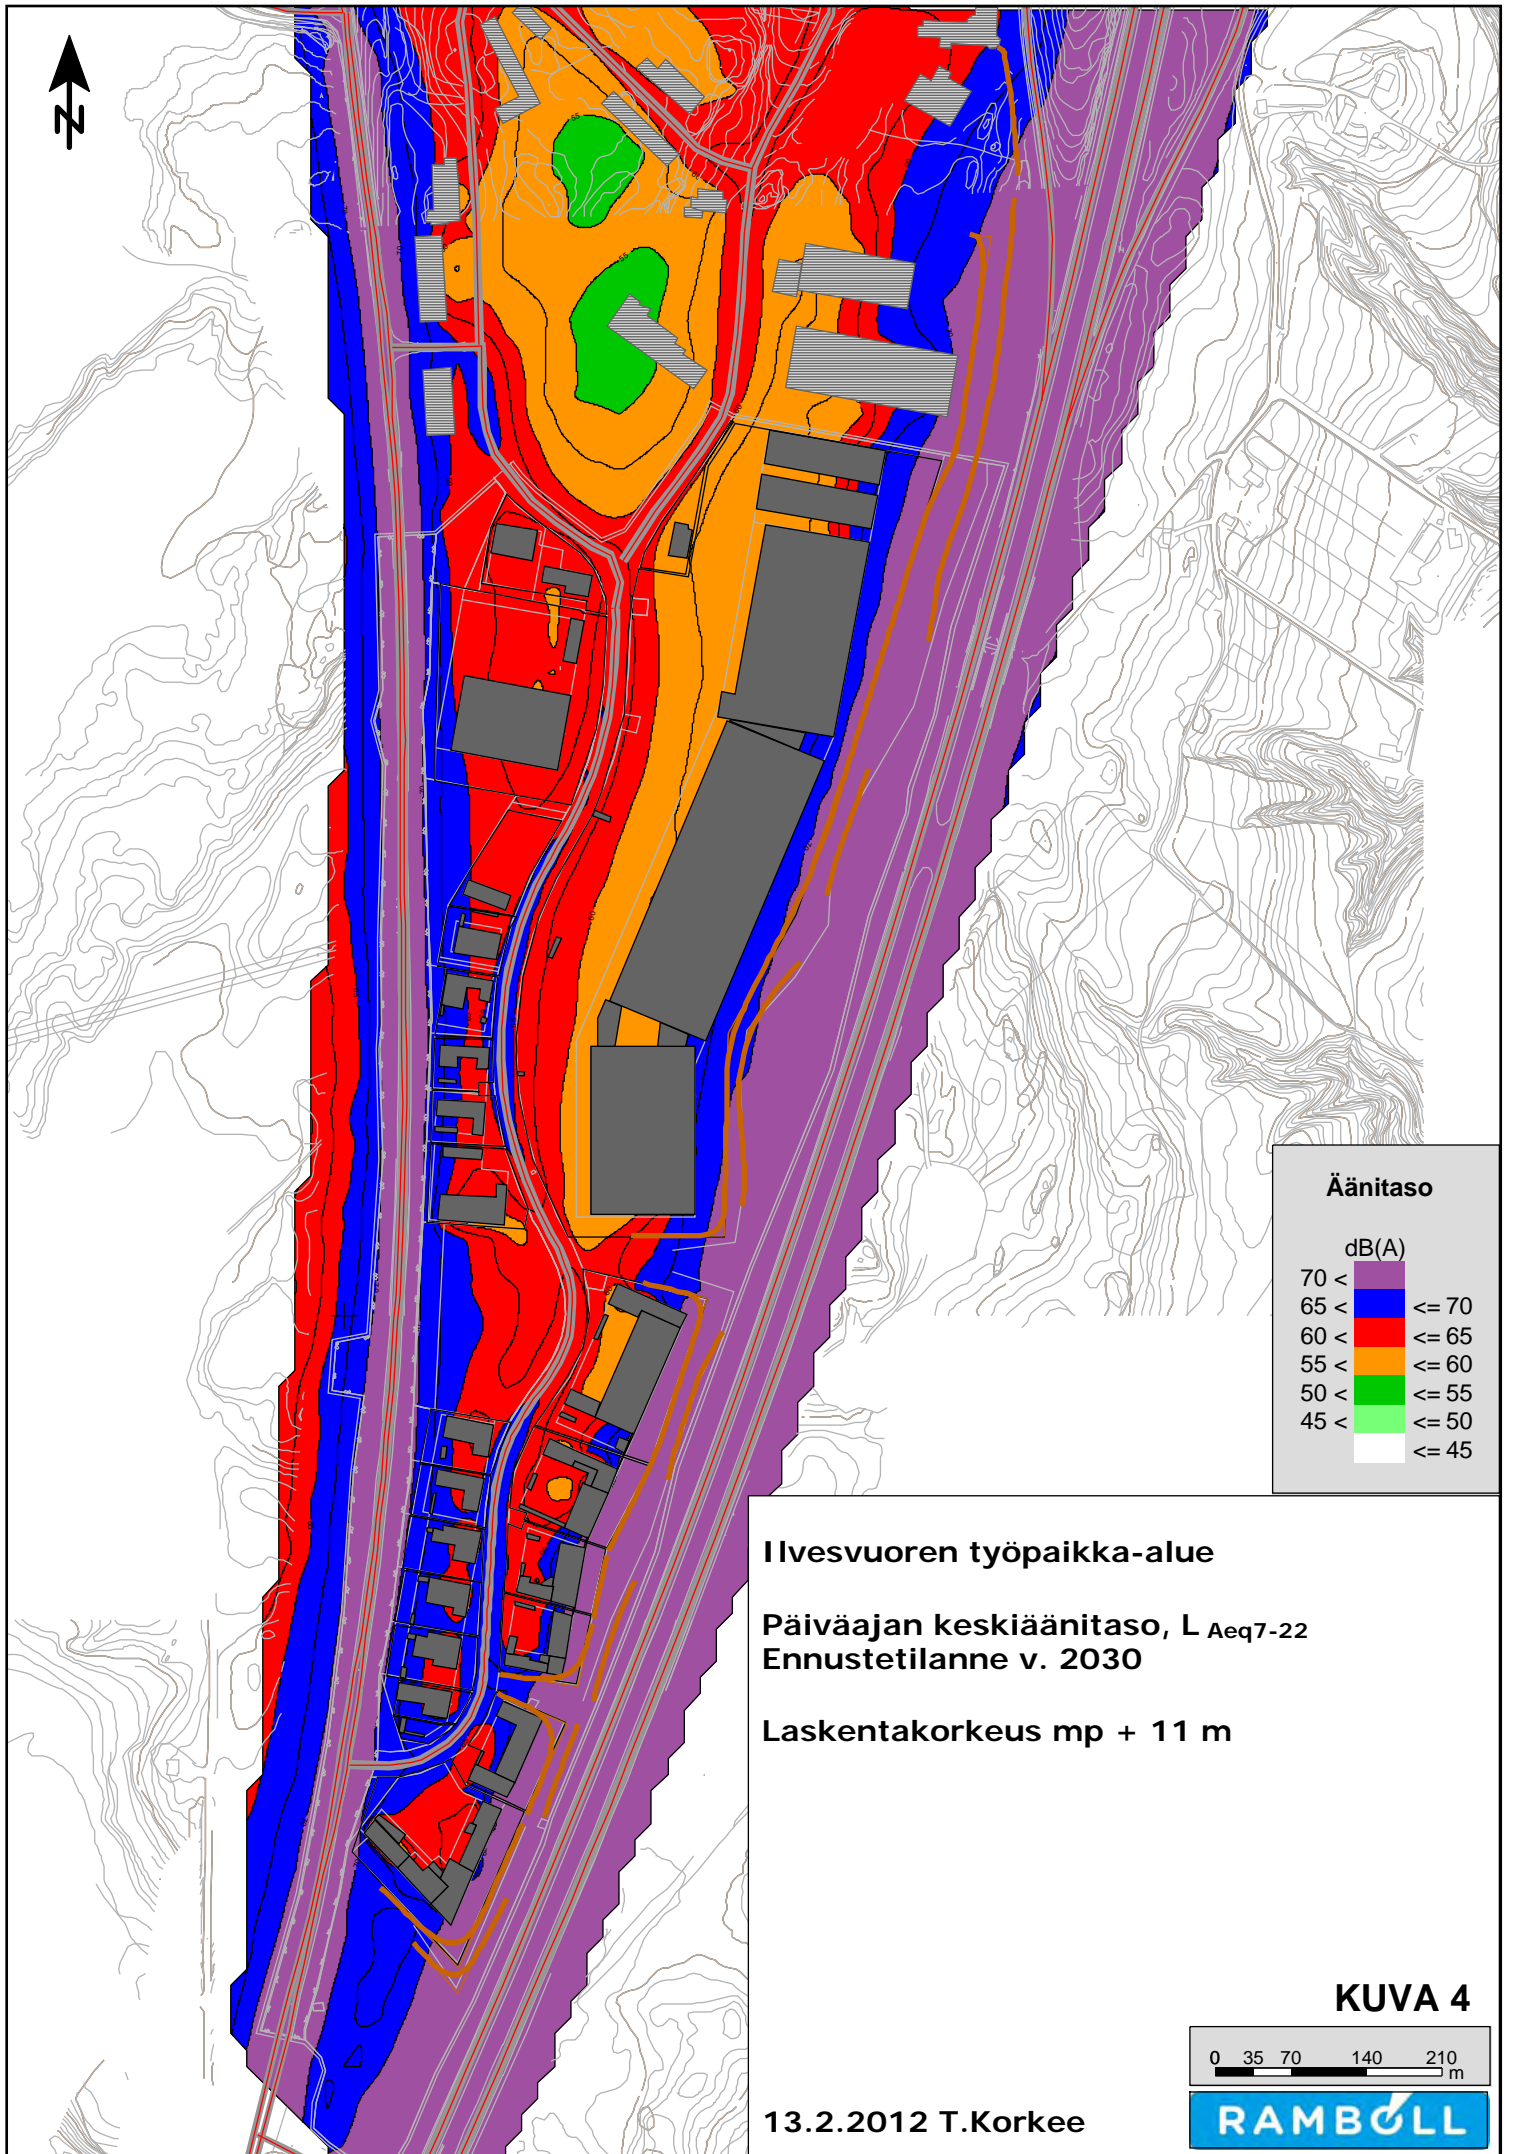 N
Äänitaso
dB(A)
70 <
65 < <= 70
60 < <= 65
55 < <= 60
50 < <= 55
45 < <= 50
<= 45
Ilvesvuoren työpaikka-alue
Päiväajan keskiäänitaso, L Aeq7-22
Ennustetilanne v. 2030
Laskentakorkeus mp + 11 m
KUVA 4
0 35 70 140 210
m
13.2.2012 T.Korkee
RAMBOLL